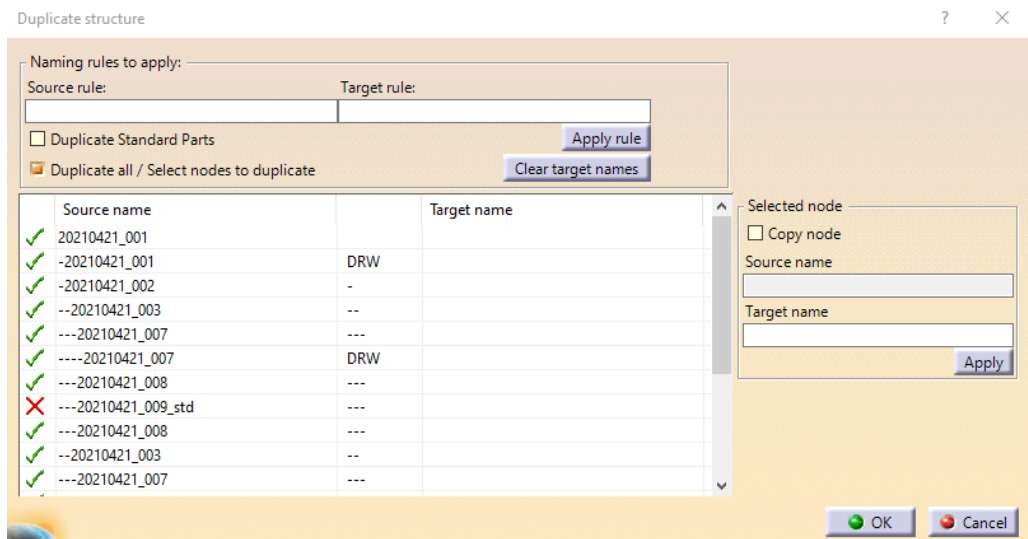 Duplicate structure ? ×
Naming rules to apply:
Source rule: Target rule:
Duplicate Standard Parts Apply rule
Duplicate all / Select nodes to duplicate Clear target names
Source name Target name
20210421_001
-20210421_001 DRW
-20210421_002 -
--20210421_003 --
---20210421_007 ---
----20210421_007 DRW
---20210421_008 ---
---20210421_009_std ---
---20210421_008 ---
--20210421_003 --
---20210421_007 ---
Selected node
Copy node
Source name
Target name
Apply
OK Cancel